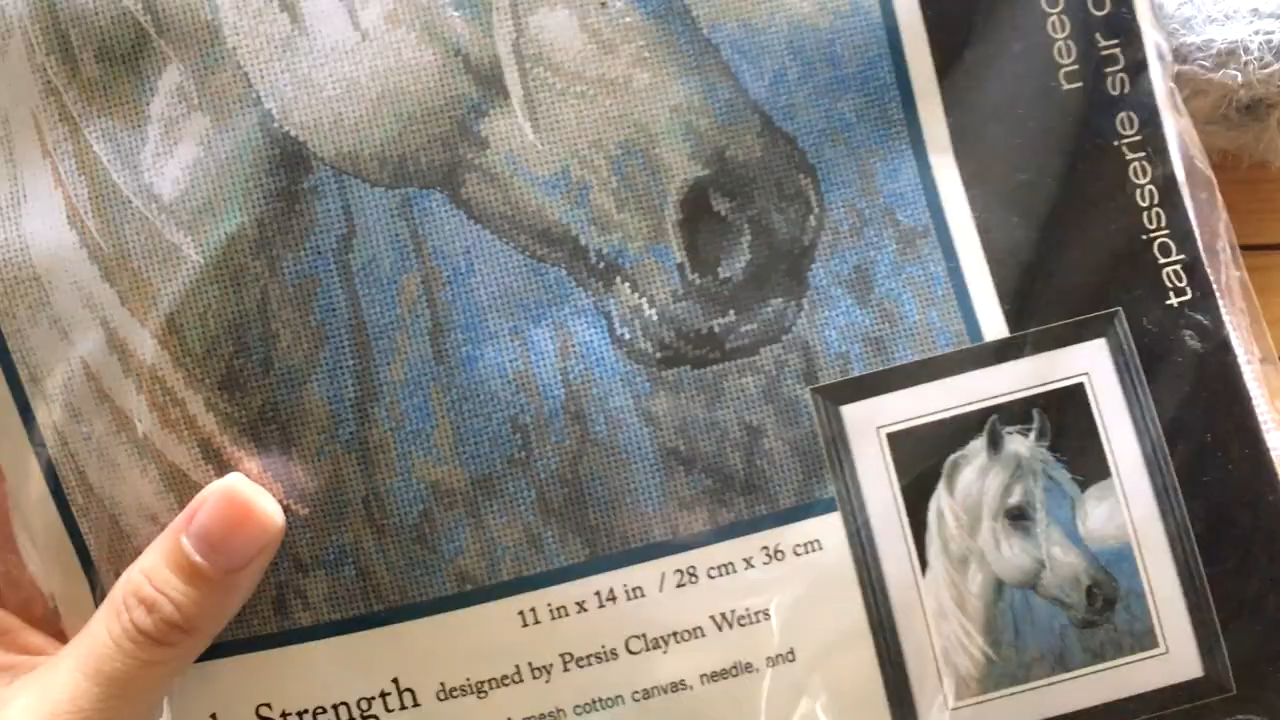 need
tapisserie sur c
11 in x 14 in / 28 cm x 36 cm
Strength designed by Persis Clayton Weirs
mesh cotton canvas, needle, and